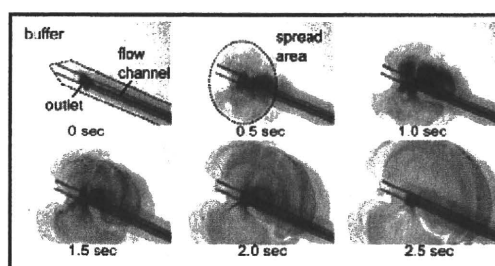 buffer
flow
channel
outlet
0 sec
spread
area
0.5 sec
1.0 sec
1.5 sec
2.0 sec
2.5 sec